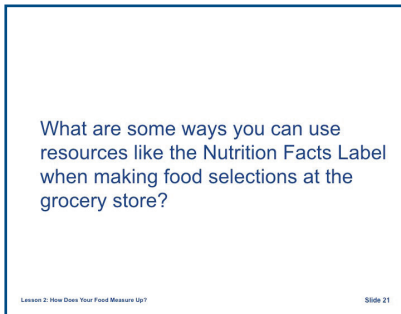 What are some ways you can use
resources like the Nutrition Facts Label
when making food selections at the
grocery store?
Lesson 2: How Does Your Food Measure Up?
Slide 21